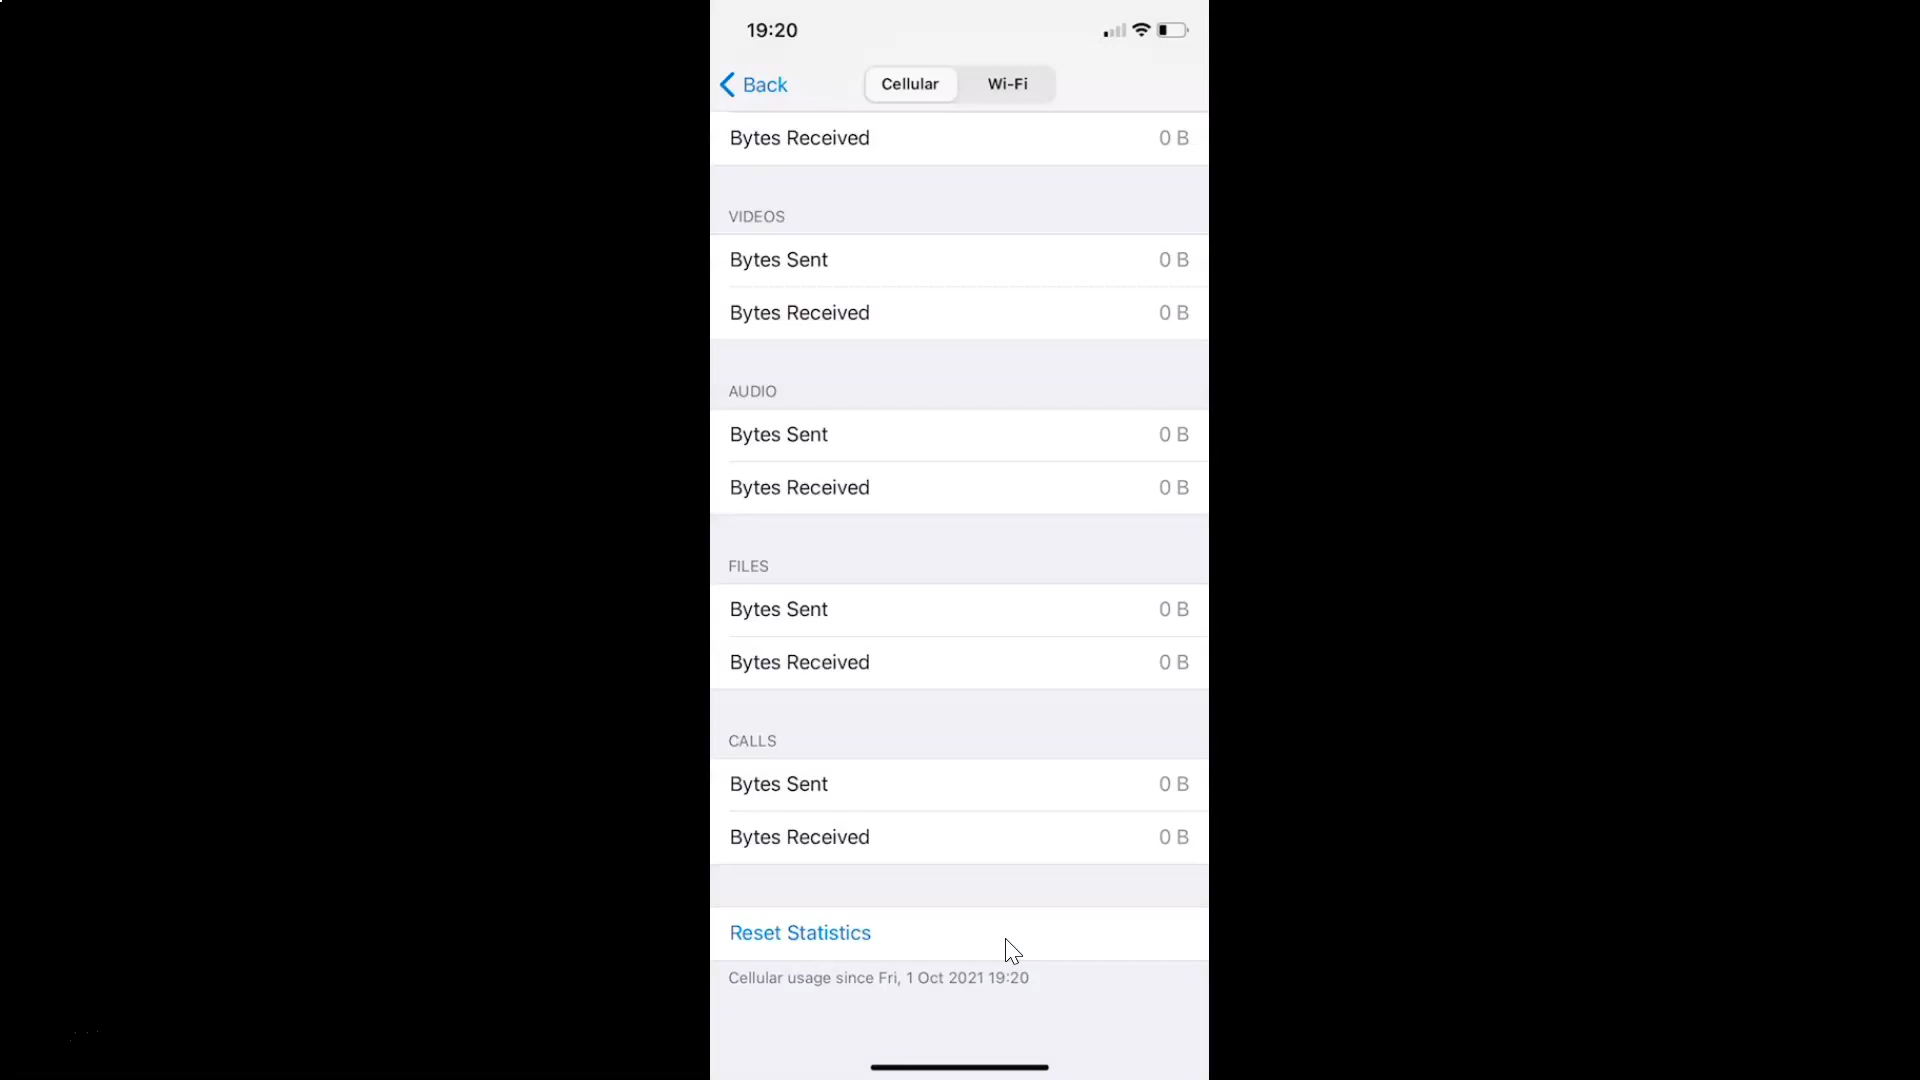 19:20
Back
Cellular
Wi-Fi
Bytes Received 0 B
VIDEOS
Bytes Sent 0 B
Bytes Received 0 B
AUDIO
Bytes Sent 0 B
Bytes Received 0 B
FILES
Bytes Sent 0 B
Bytes Received 0 B
CALLS
Bytes Sent 0 B
Bytes Received 0 B
Reset Statistics
Cellular usage since Fri, 1 Oct 2021 19:20